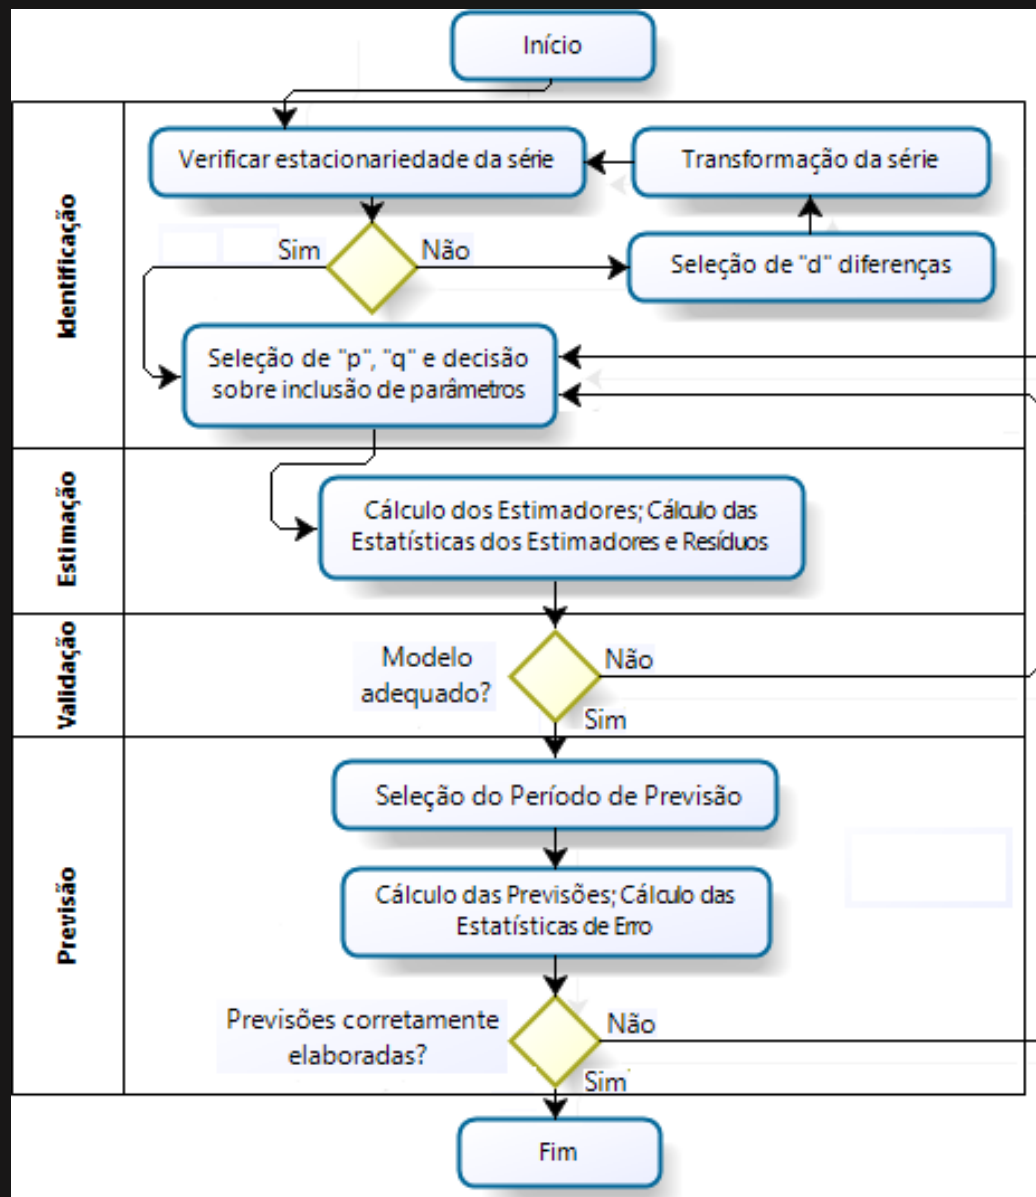 Início
Identificação
Verificar estacionariedade da série
Transformação da série
Sim
Não
Seleção de "d" diferenças
Seleção de "p", "q" e decisão
sobre inclusão de parâmetros
Estimação
Cálculo dos Estimadores; Cálculo das
Estatísticas dos Estimadores e Resíduos
Validação
Modelo
adequado?
Não
Sim
Previsão
Seleção do Período de Previsão
Cálculo das Previsões; Cálculo das
Estatísticas de Erro
Previsões corretamente
elaboradas?
Não
Sim
Fim